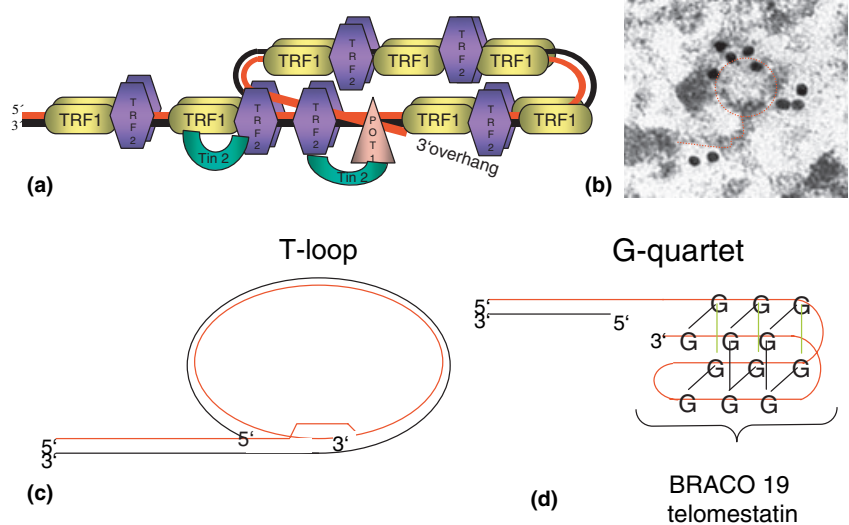 TRF1 TRF2 TRF1 TRF2 TRF1
5´ TRF1 TRF2 TRF1 TRF2 TRF2 POT1 TRF1 TRF2 TRF1
3´
Tin 2 Tin 2 3‘overhang
(a) (b)
T-loop G-quartet
5‘ G G G
3‘ 5‘
3‘ G G G
G G G
G G G
5‘ 5‘ 3‘
3‘
(c) (d)
BRACO 19
telomestatin